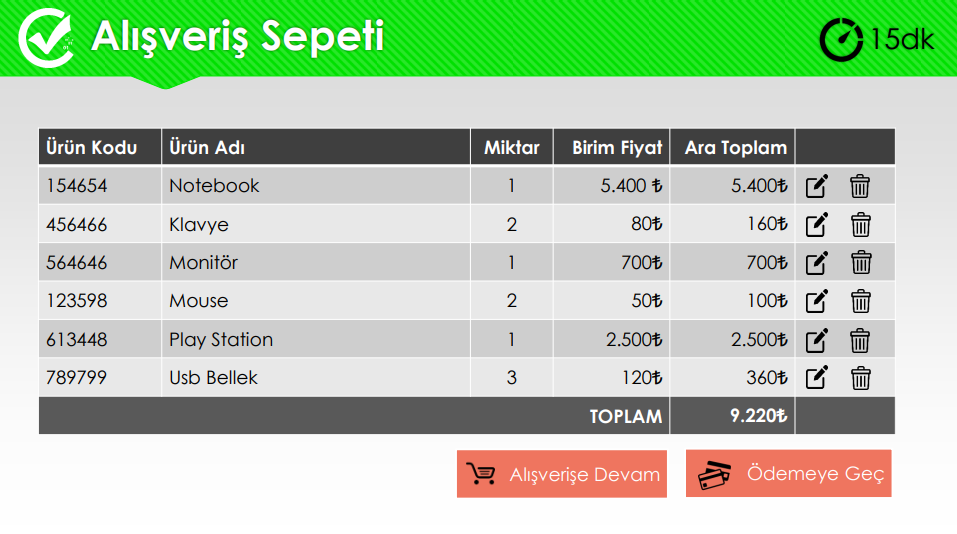 Alışveriş Sepeti
15dk
Ürün Kodu Ürün Adı Miktar Birim Fiyat Ara Toplam
154654 Notebook 1 5.400 ₺ 5.400₺
456466 Klavye 2 80₺ 160₺
564646 Monitör 1 700₺ 700₺
123598 Mouse 2 50₺ 100₺
613448 Play Station 1 2.500₺ 2.500₺
789799 Usb Bellek 3 120₺ 360₺
TOPLAM 9.220₺
Alışverişe Devam Ödemeye Geç